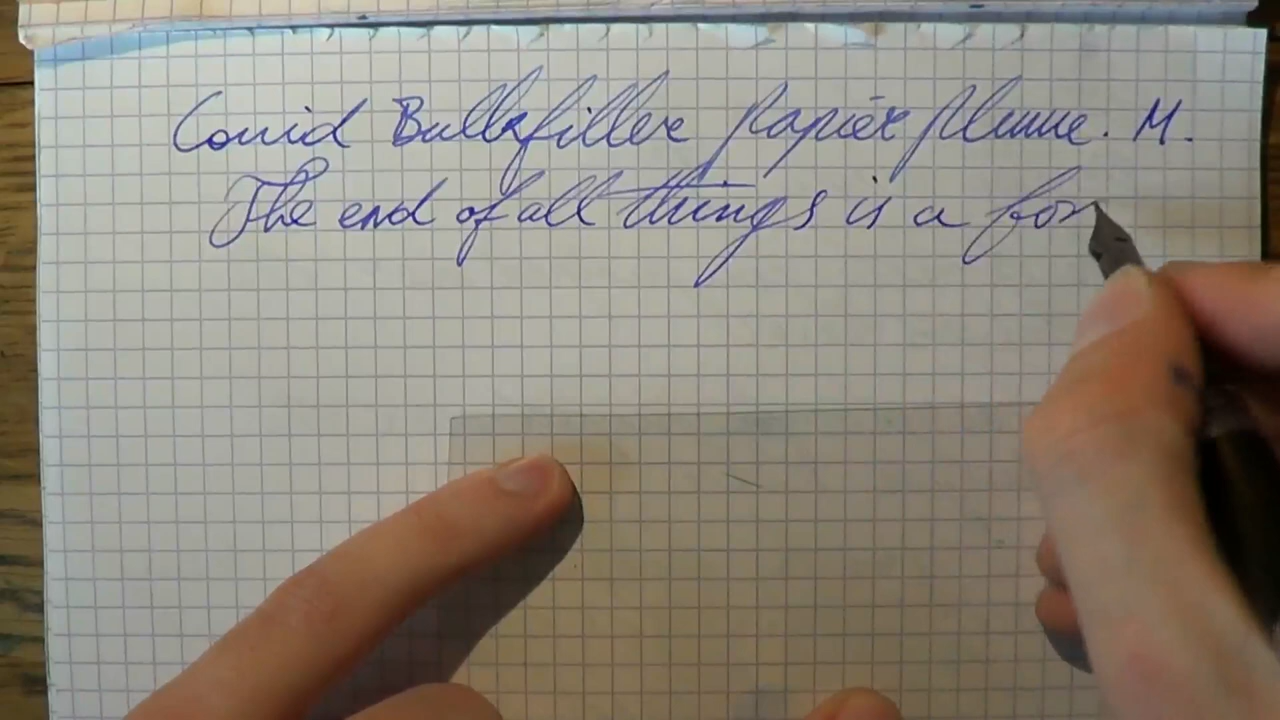 Conid Bulkfiller Papier Plume. M.
The end of all things is a for